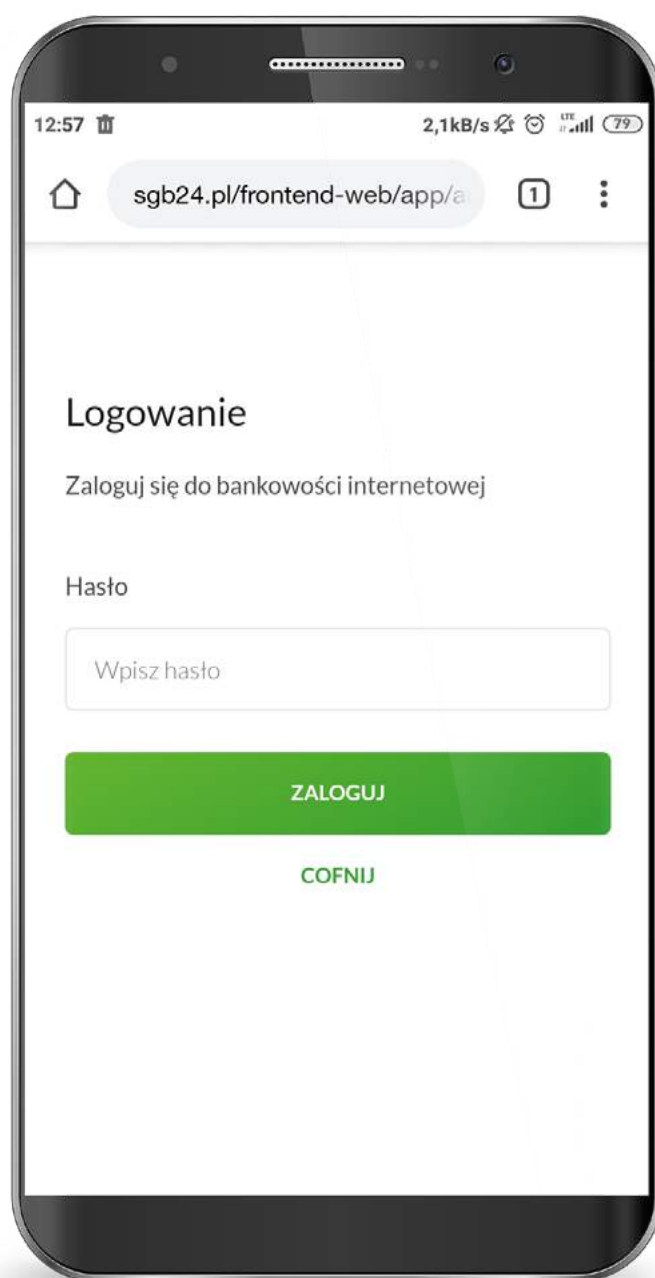 12:57 2,1kB/s LTE 79
sgb24.pl/frontend-web/app/a 1
Logowanie
Zaloguj się do bankowości internetowej
Hasło
Wpisz hasło
ZALOGUJ
COFNIJ